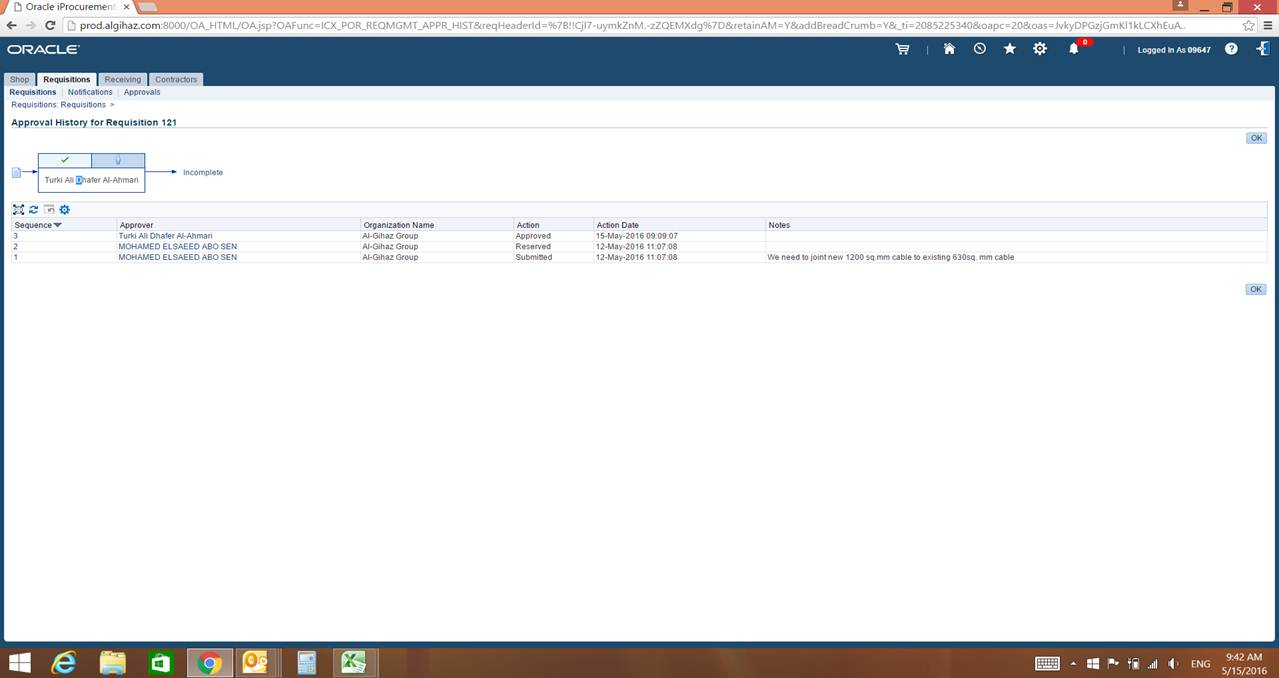 Oracle iProcurement
prod.algihaz.com:8000/OA_HTML/OA.jsp?OAFunc=ICX_POR_REQMGMT_APPR_HIST&reqHeaderId=%7B!!CjI7-uymkZnM.-zZQEMXdg%7D&retainAM=Y&addBreadCrumb=Y&_ti=2085225340&oapc=20&oas=JvkyDPGzjGmKl1kLCXhEuA..
ORACLE
0
Logged In As 09647
Shop Requisitions Receiving Contractors
Requisitions Notifications Approvals
Requisitions: Requisitions >
Approval History for Requisition 121
OK
Turki Ali Dhafer Al-Ahmari
Incomplete
Sequence Approver Organization Name Action Action Date Notes
3 Turki Ali Dhafer Al-Ahmari Al-Gihaz Group Approved 15-May-2016 09:09:07
2 MOHAMED ELSAEED ABO SEN Al-Gihaz Group Reserved 12-May-2016 11:07:08
1 MOHAMED ELSAEED ABO SEN Al-Gihaz Group Submitted 12-May-2016 11:07:08 We need to joint new 1200 sq.mm cable to existing 630sq. mm cable
OK
ENG
9:42 AM
5/15/2016